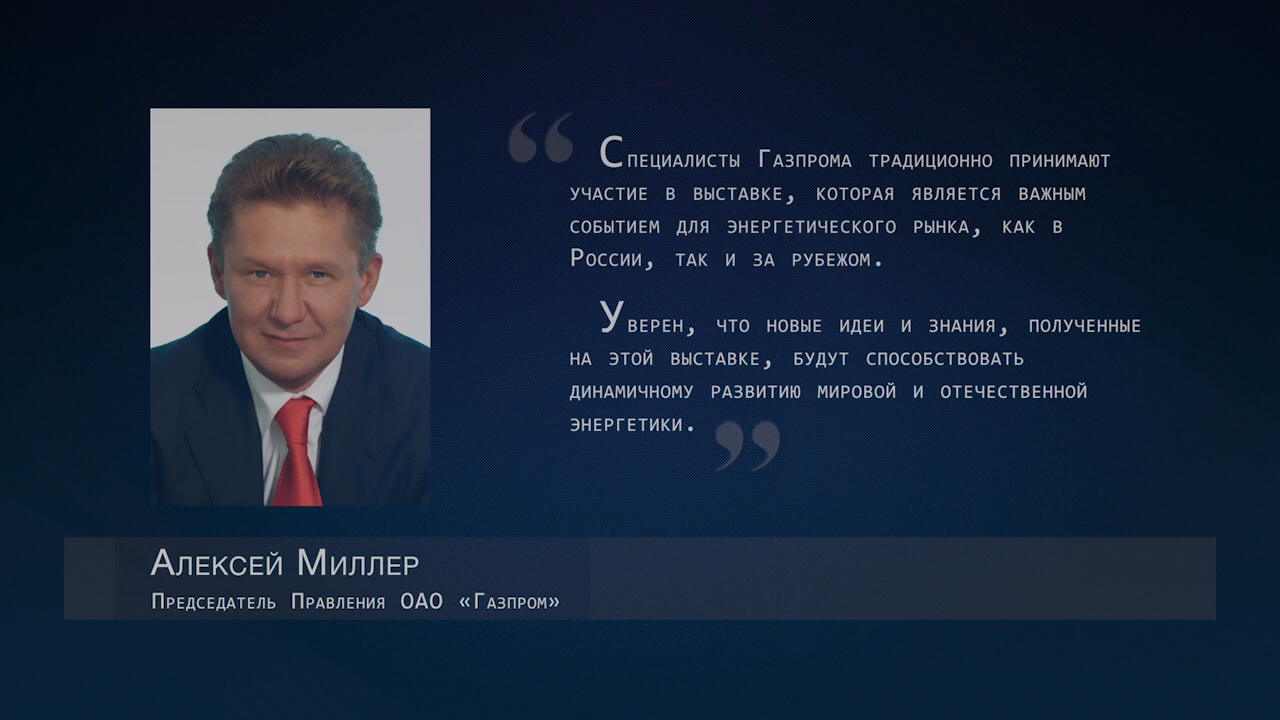 “ Специалисты Газпрома традиционно принимают
участие в выставке, которая является важным
событием для энергетического рынка, как в
России, так и за рубежом.
Уверен, что новые идеи и знания, полученные
на этой выставке, будут способствовать
динамичному развитию мировой и отечественной
энергетики. ”
Алексей Миллер
Председатель Правления ОАО «Газпром»